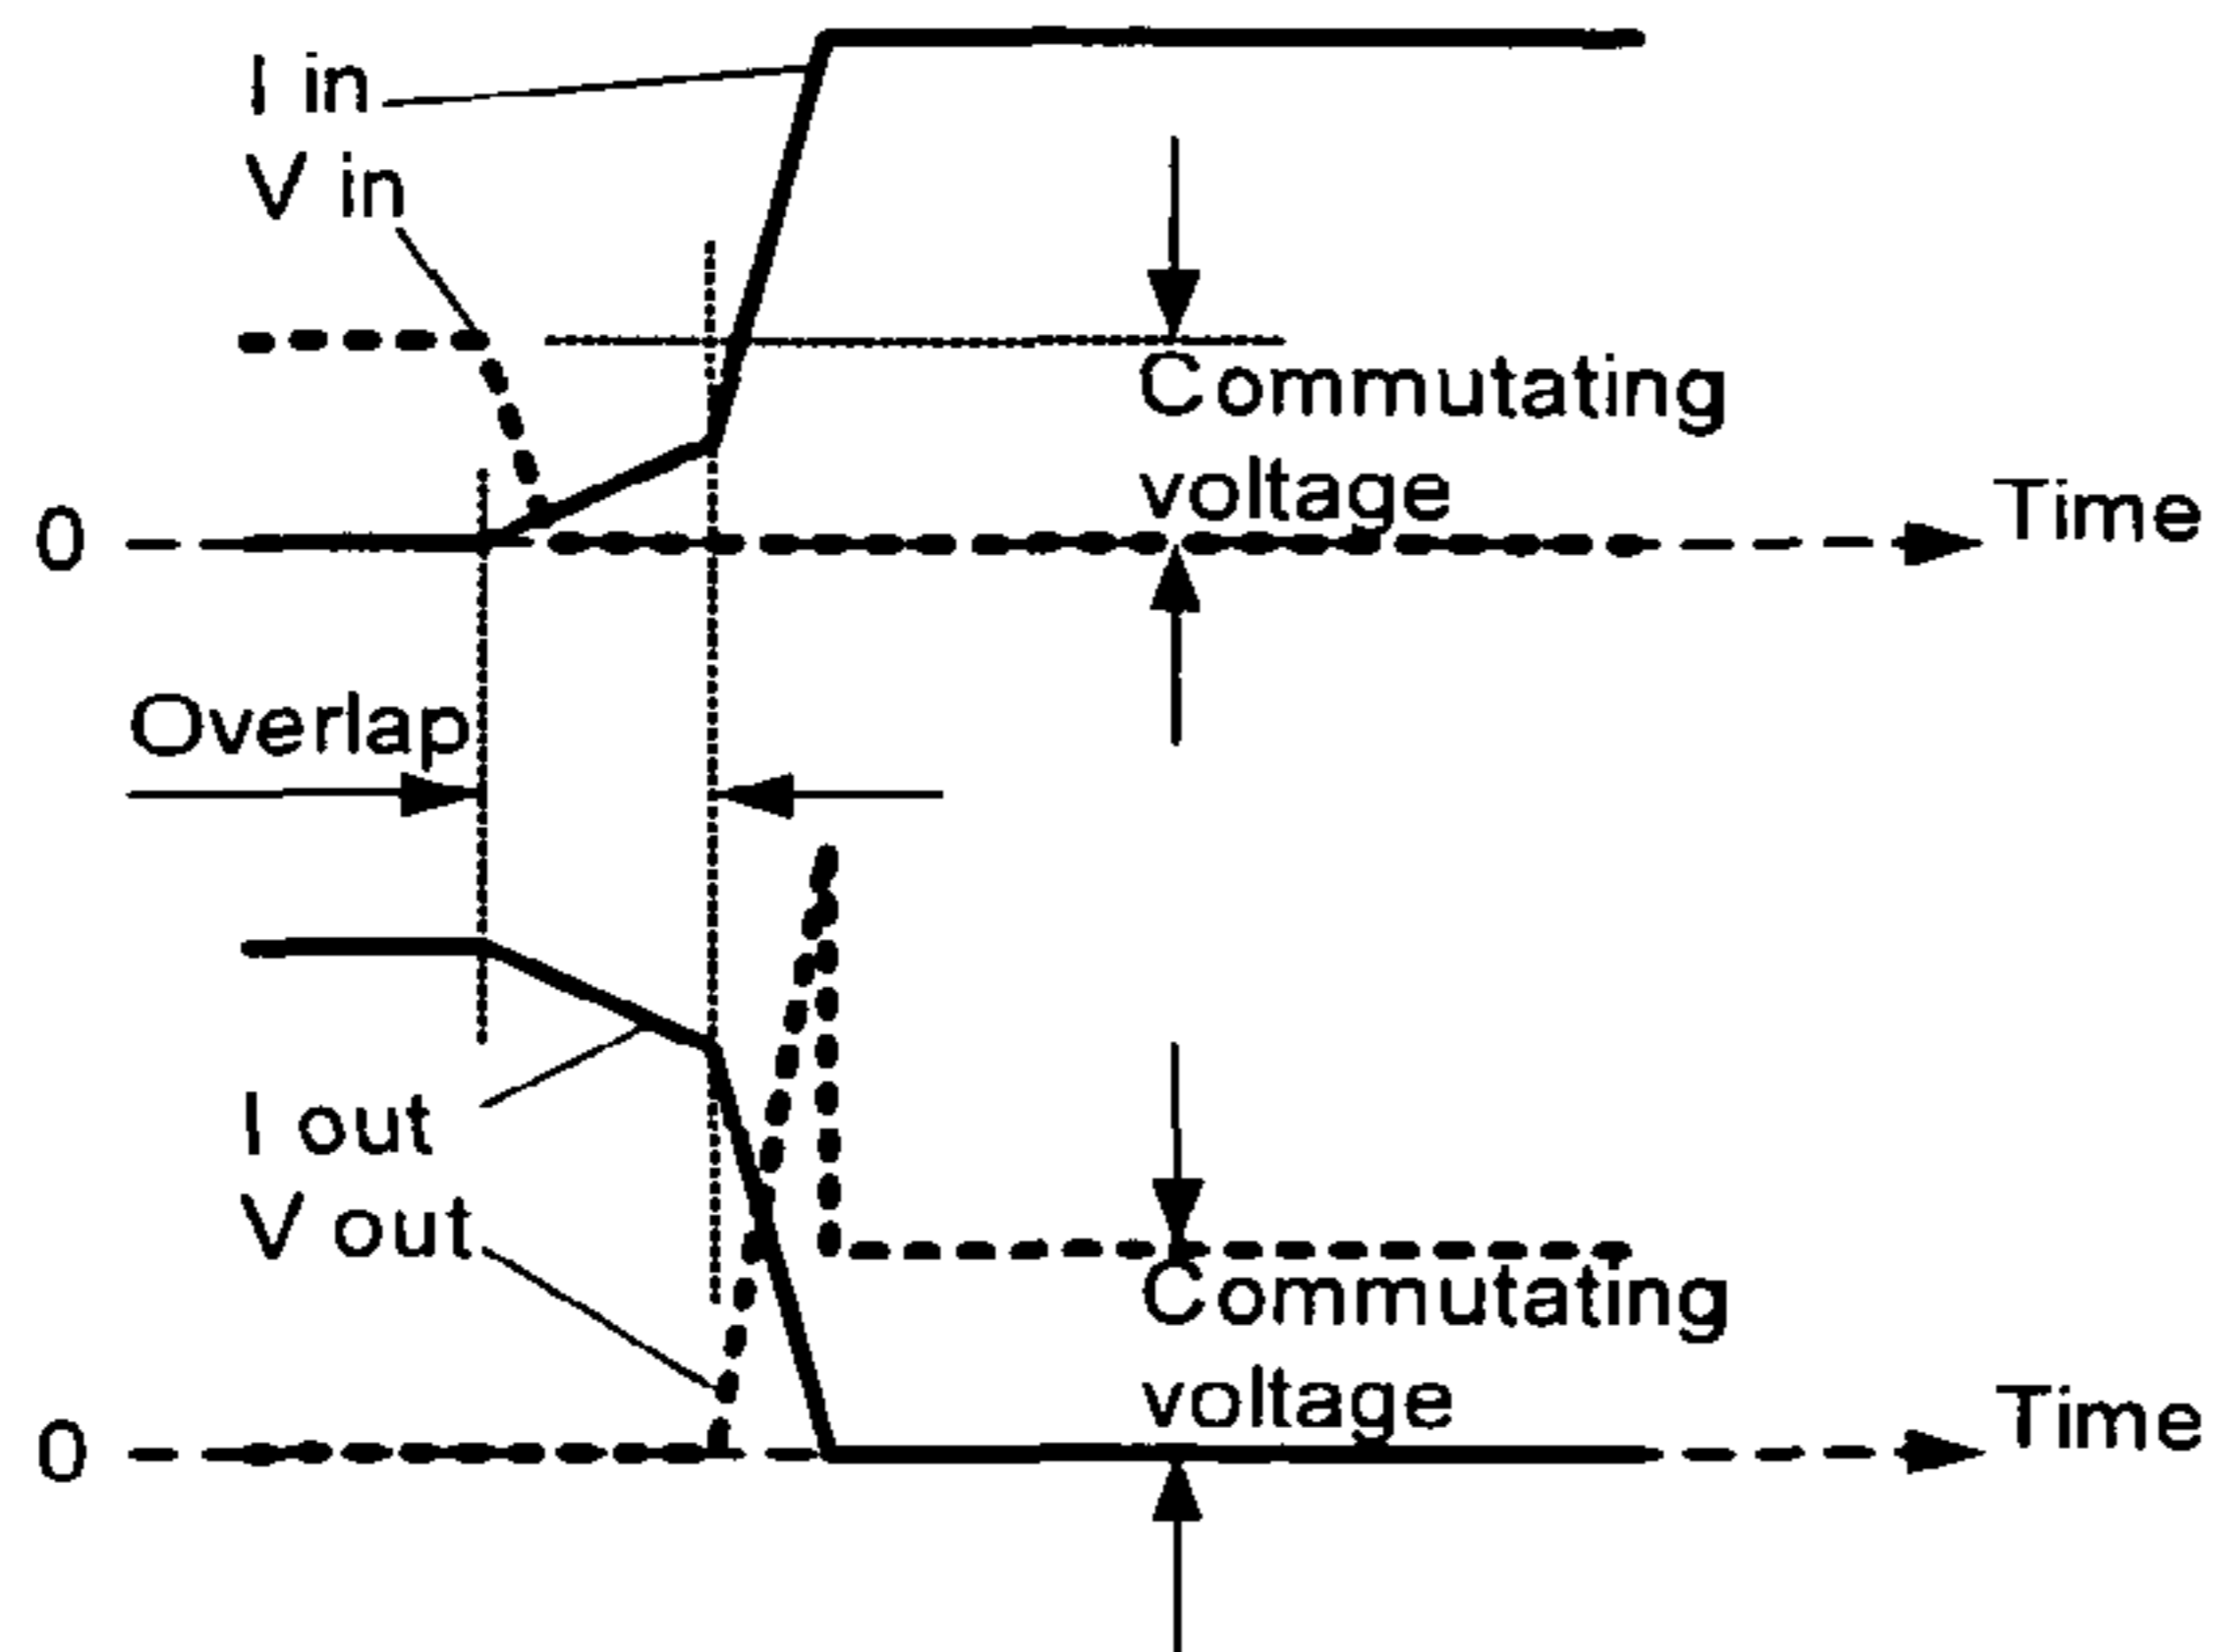 I in
V in
Commutating
voltage
0
Time
Overlap
I out
V out
Commutating
voltage
0
Time